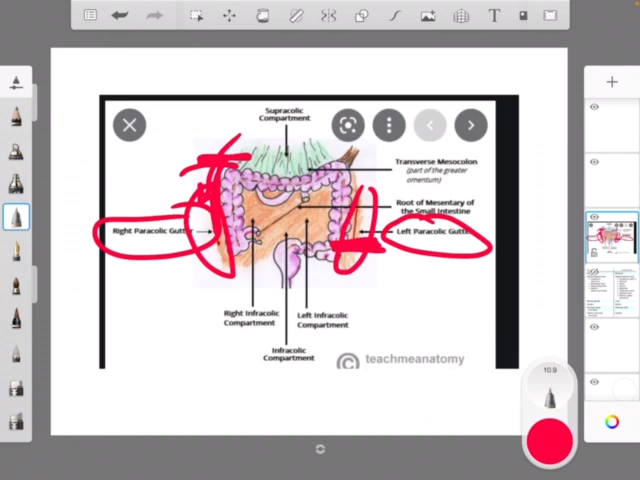 Supracolic
Compartment
Transverse Mesocolon
(part of the greater
omentum)
Root of Mesentary of
the Small Intestine
Right Paracolic Gutter
Left Paracolic Gutter
Right Infracolic
Compartment
Left Infracolic
Compartment
Infracolic
Compartment
© teachmeanatomy
10.9
T